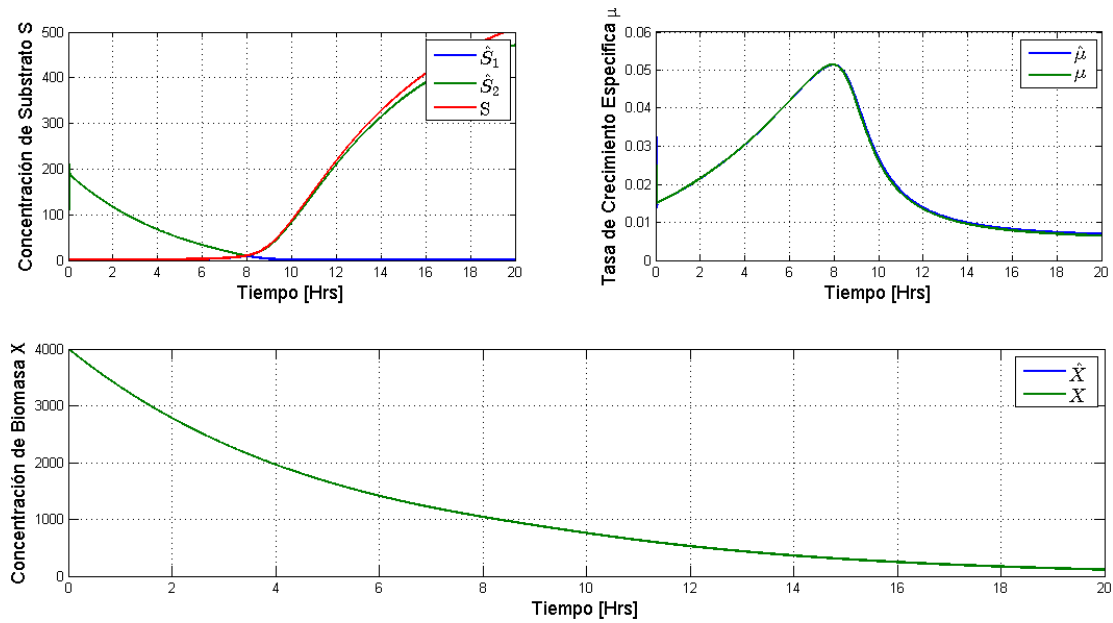 Concentración de Substrato S
500
400
300
200
100
0
0 2 4 6 8 10 12 14 16 18 20
Tiempo [Hrs]
Ŝ1
Ŝ2
S
Tasa de Crecimiento Especifica μ
0.06
0.05
0.04
0.03
0.02
0.01
0
0 2 4 6 8 10 12 14 16 18 20
Tiempo [Hrs]
μ̂
μ
Concentración de Biomasa X
4000
3000
2000
1000
0
0 2 4 6 8 10 12 14 16 18 20
Tiempo [Hrs]
X̂
X